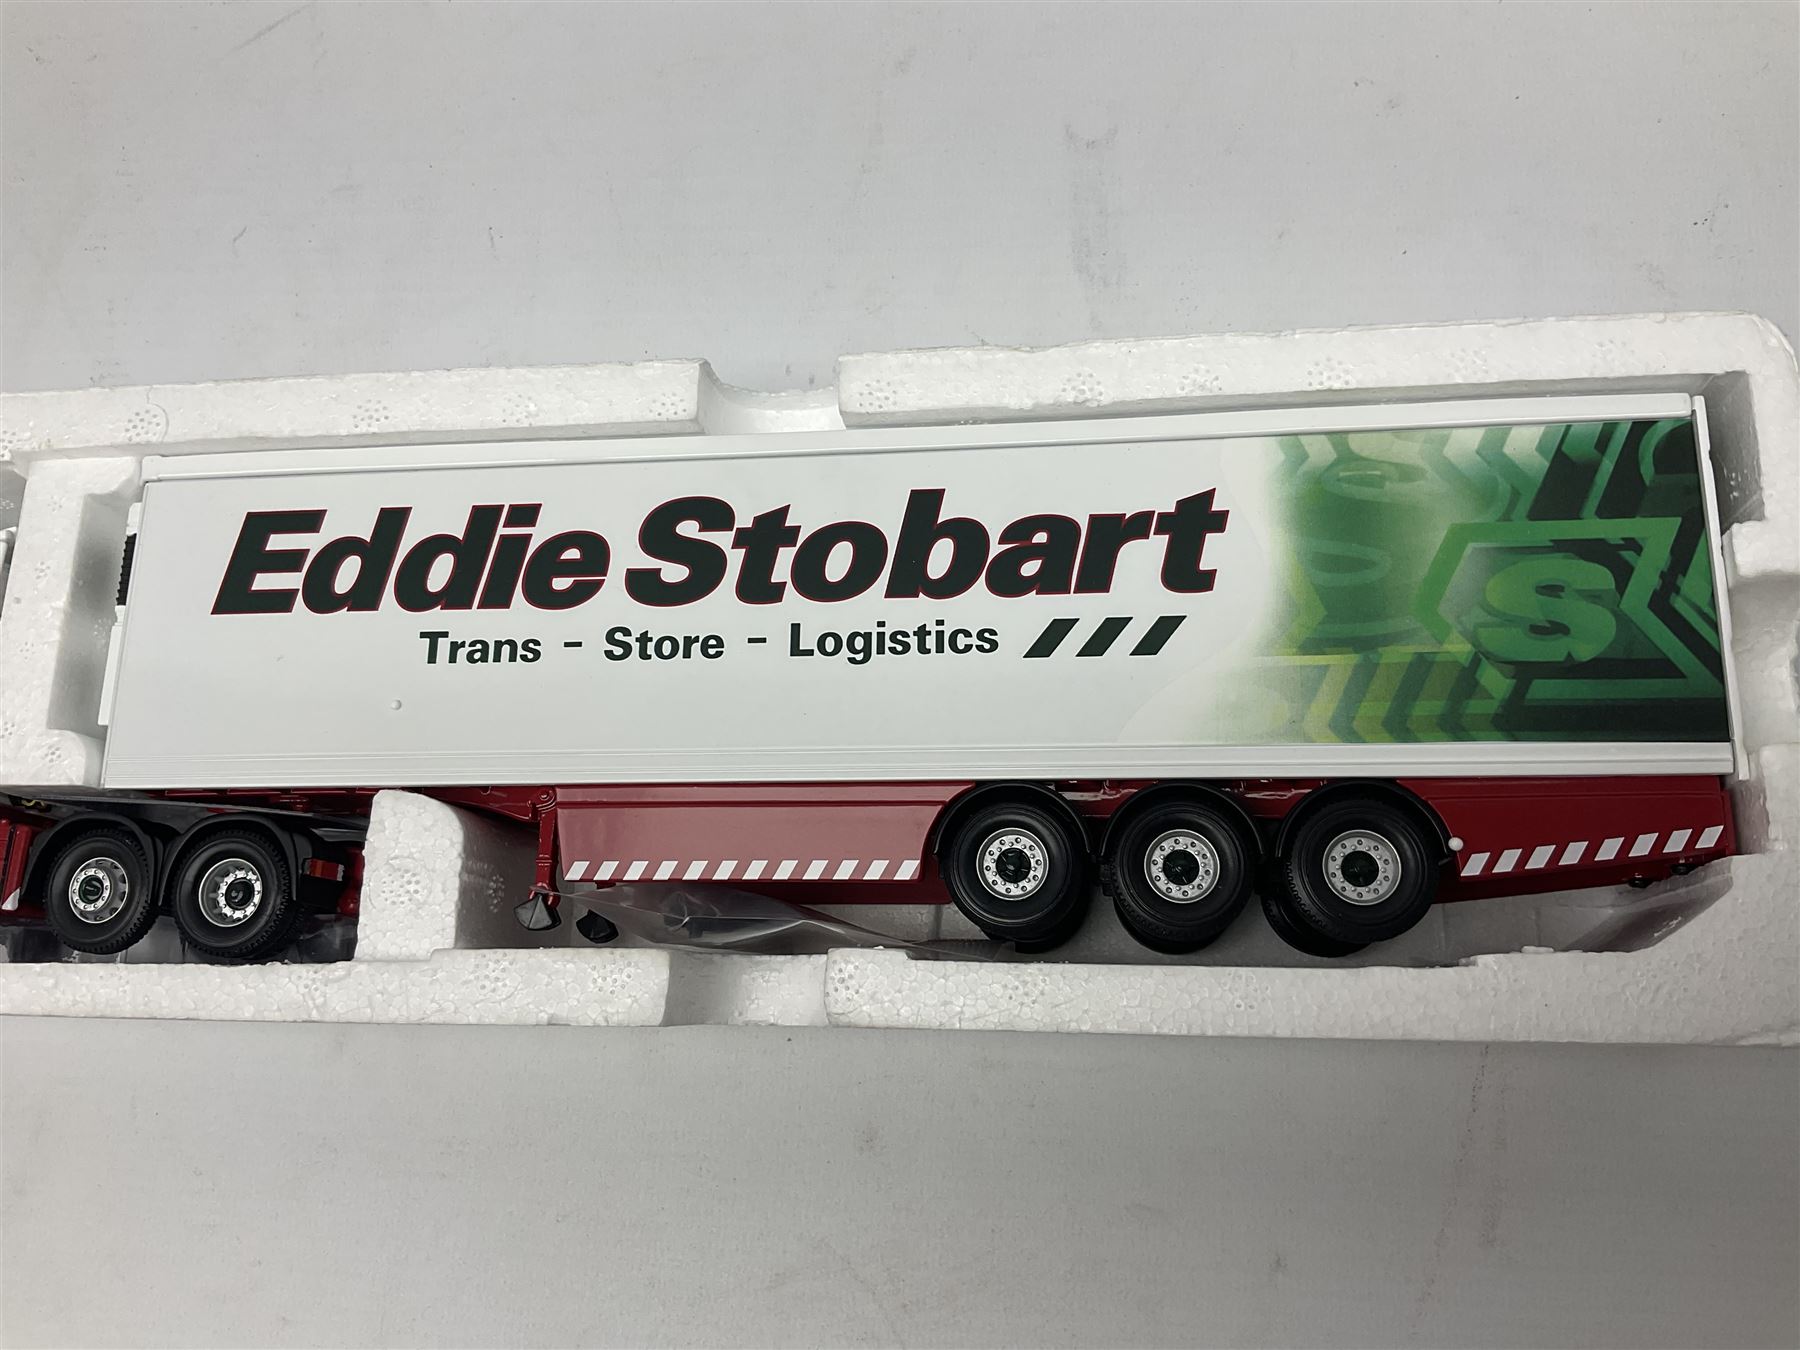 Eddie Stobart
Trans - Store - Logistics
S